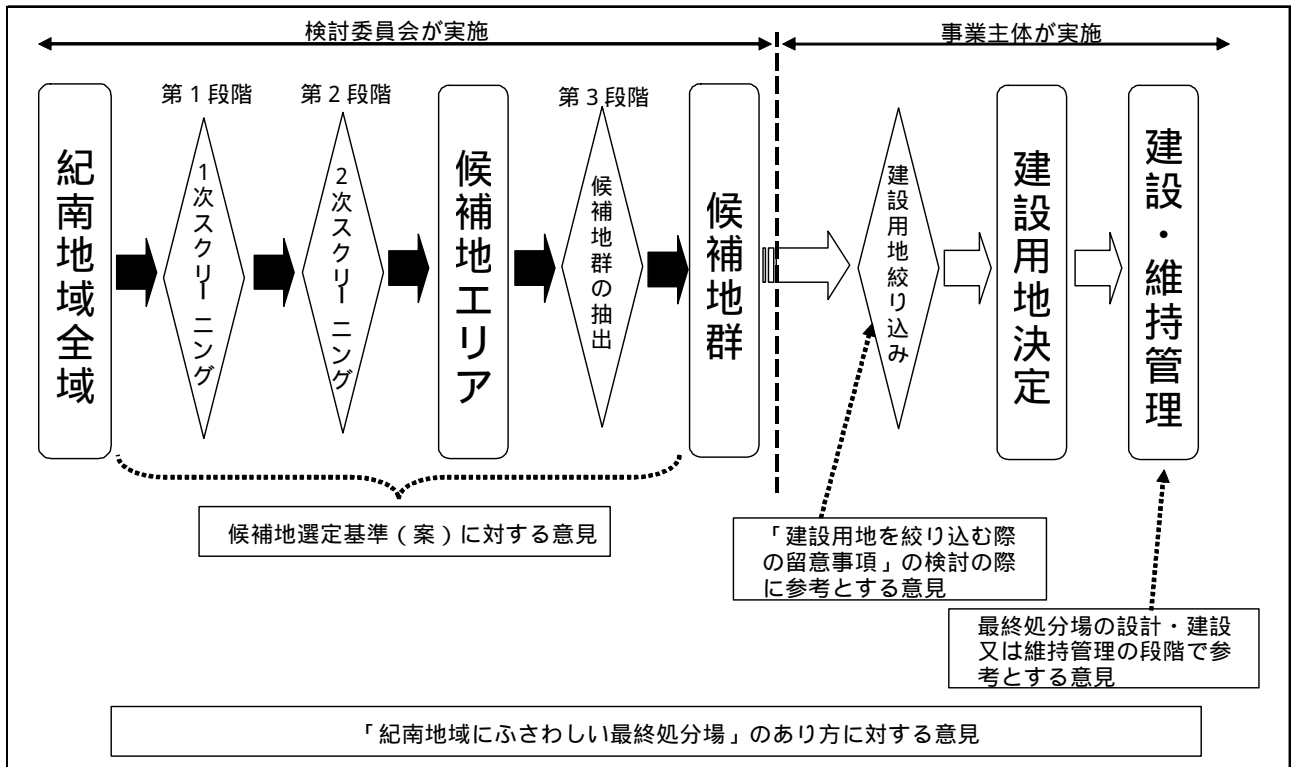 検討委員会が実施
事業主体が実施
第1段階
第2段階
第3段階
紀南地域全域
1次スクリーニング
2次スクリーニング
候補地エリア
候補地群の抽出
候補地群
建設用地絞り込み
建設用地決定
建設・維持管理
候補地選定基準（案）に対する意見
「建設用地を絞り込む際
の留意事項」の検討の際
に参考とする意見
最終処分場の設計・建設
又は維持管理の段階で参
考とする意見
「紀南地域にふさわしい最終処分場」のあり方に対する意見